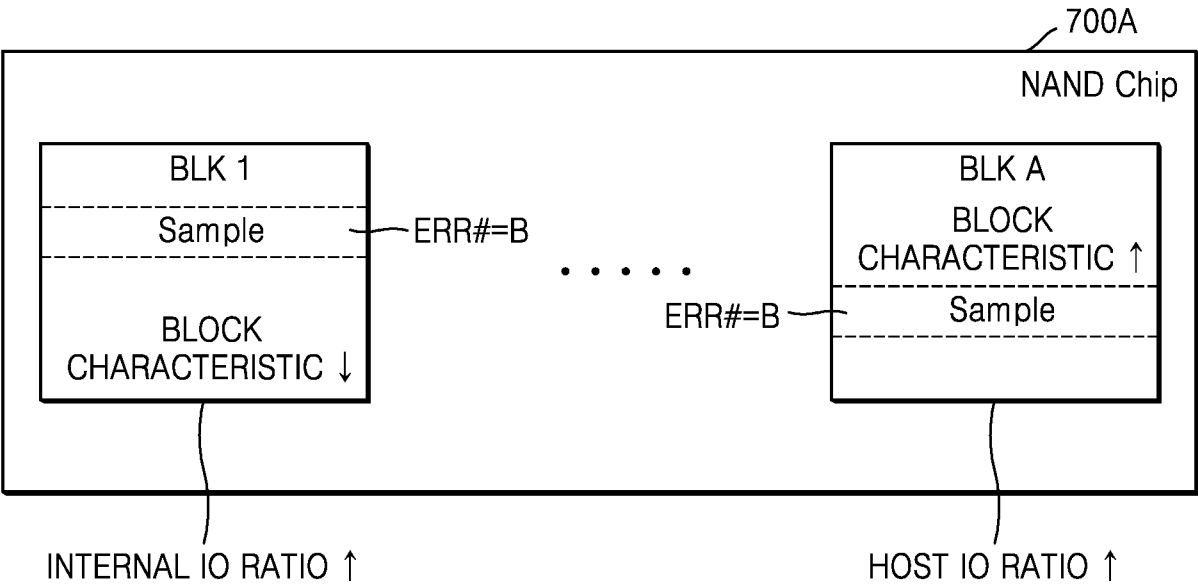 700A
NAND Chip
BLK 1
Sample
ERR#=B
BLOCK
CHARACTERISTIC ↓
INTERNAL IO RATIO ↑
BLK A
BLOCK
CHARACTERISTIC ↑
ERR#=B
Sample
HOST IO RATIO ↑